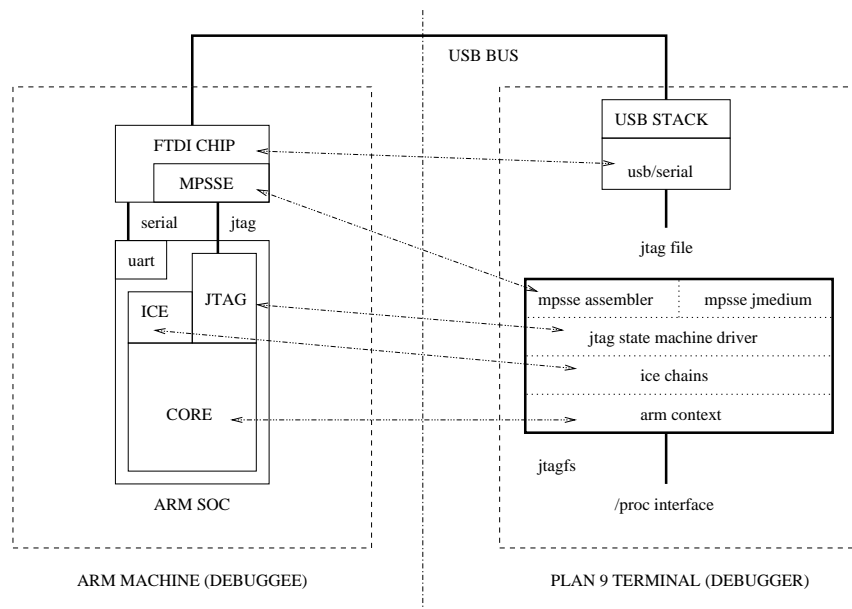 USB BUS
USB STACK
FTDI CHIP
usb/serial
MPSSE
serial
jtag
jtag file
uart
JTAG
ICE
mpsse assembler
mpsse jmedium
jtag state machine driver
ice chains
CORE
arm context
jtagfs
ARM SOC
/proc interface
ARM MACHINE (DEBUGGEE)
PLAN 9 TERMINAL (DEBUGGER)